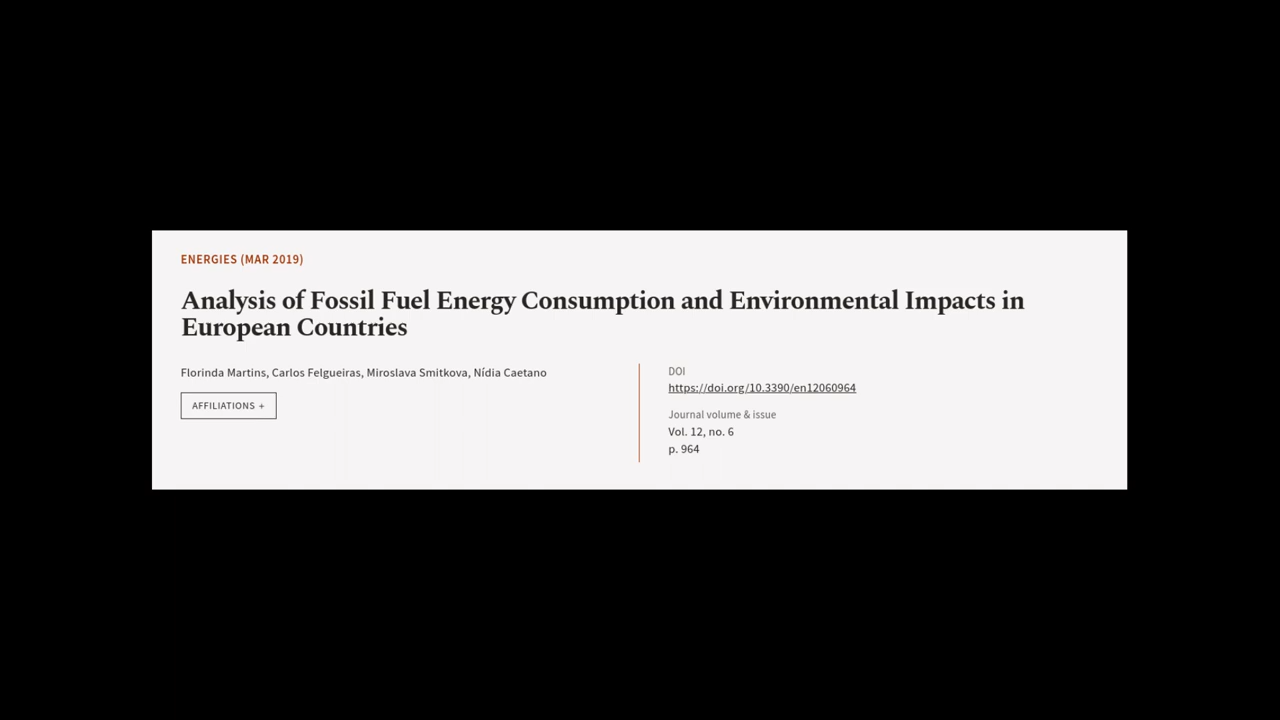 ENERGIES (MAR 2019)
Analysis of Fossil Fuel Energy Consumption and Environmental Impacts in
European Countries
Florinda Martins, Carlos Felgueiras, Miroslava Smitkova, Nídia Caetano
AFFILIATIONS +
DOI
https://doi.org/10.3390/en12060964
Journal volume & issue
Vol. 12, no. 6
p. 964